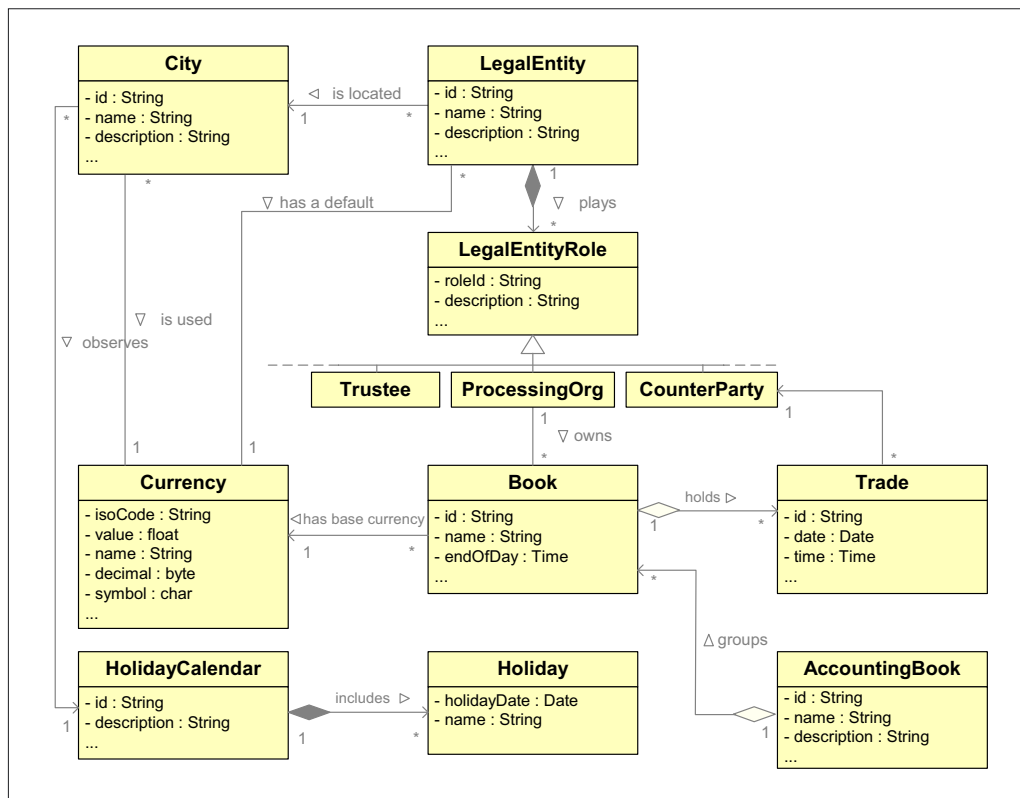 City
- id : String
- name : String
- description : String
...
LegalEntity
- id : String
- name : String
- description : String
...
◁ is located
1
*
*
*
▽ has a default
*
1
▽ plays
*
LegalEntityRole
- roleId : String
- description : String
...
▽ is used
▽ observes
Trustee
ProcessingOrg
CounterParty
1
▽ owns
*
1
*
1
1
Currency
- isoCode : String
- value : float
- name : String
- decimal : byte
- symbol : char
...
◁has base currency
1
*
Book
- id : String
- name : String
- endOfDay : Time
...
holds ▷
1
*
Trade
- id : String
- date : Date
- time : Time
...
*
△ groups
HolidayCalendar
- id : String
- description : String
...
1
includes ▷
1
*
Holiday
- holidayDate : Date
- name : String
AccountingBook
- id : String
- name : String
- description : String
...
1